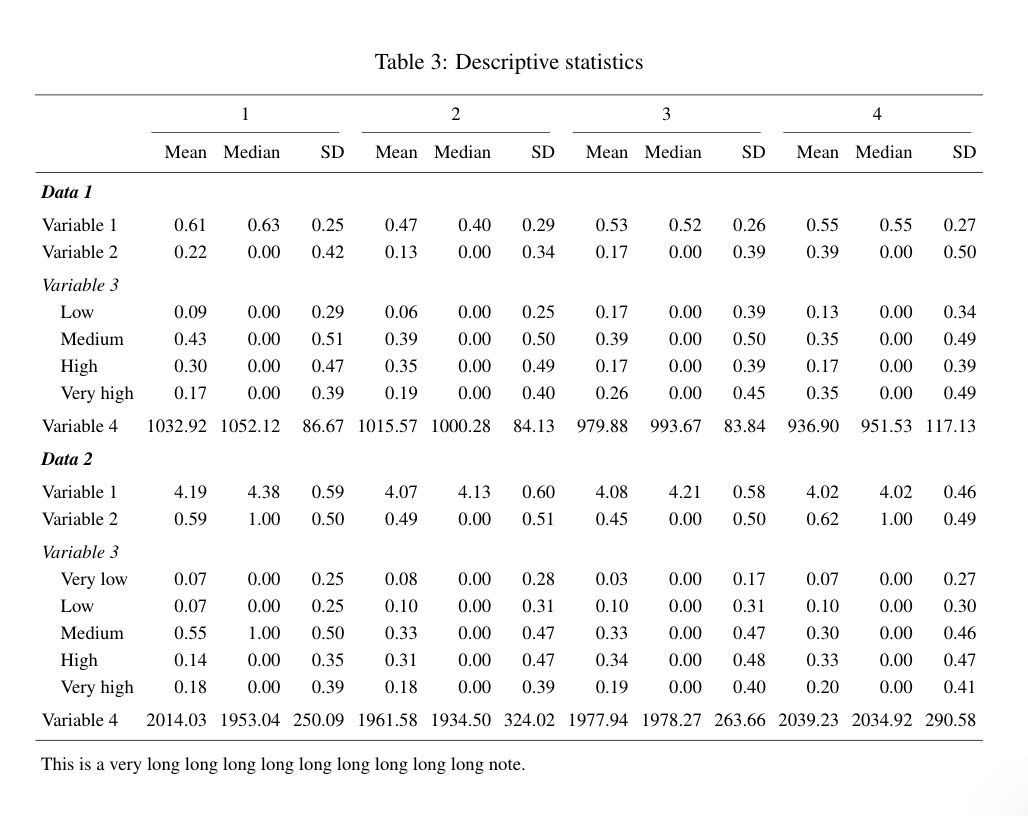 Table 3: Descriptive statistics
1 2 3 4
Mean Median SD Mean Median SD Mean Median SD Mean Median SD
Data 1
Variable 1 0.61 0.63 0.25 0.47 0.40 0.29 0.53 0.52 0.26 0.55 0.55 0.27
Variable 2 0.22 0.00 0.42 0.13 0.00 0.34 0.17 0.00 0.39 0.39 0.00 0.50
Variable 3
Low 0.09 0.00 0.29 0.06 0.00 0.25 0.17 0.00 0.39 0.13 0.00 0.34
Medium 0.43 0.00 0.51 0.39 0.00 0.50 0.39 0.00 0.50 0.35 0.00 0.49
High 0.30 0.00 0.47 0.35 0.00 0.49 0.17 0.00 0.39 0.17 0.00 0.39
Very high 0.17 0.00 0.39 0.19 0.00 0.40 0.26 0.00 0.45 0.35 0.00 0.49
Variable 4 1032.92 1052.12 86.67 1015.57 1000.28 84.13 979.88 993.67 83.84 936.90 951.53 117.13
Data 2
Variable 1 4.19 4.38 0.59 4.07 4.13 0.60 4.08 4.21 0.58 4.02 4.02 0.46
Variable 2 0.59 1.00 0.50 0.49 0.00 0.51 0.45 0.00 0.50 0.62 1.00 0.49
Variable 3
Very low 0.07 0.00 0.25 0.08 0.00 0.28 0.03 0.00 0.17 0.07 0.00 0.27
Low 0.07 0.00 0.25 0.10 0.00 0.31 0.10 0.00 0.31 0.10 0.00 0.30
Medium 0.55 1.00 0.50 0.33 0.00 0.47 0.33 0.00 0.47 0.30 0.00 0.46
High 0.14 0.00 0.35 0.31 0.00 0.47 0.34 0.00 0.48 0.33 0.00 0.47
Very high 0.18 0.00 0.39 0.18 0.00 0.39 0.19 0.00 0.40 0.20 0.00 0.41
Variable 4 2014.03 1953.04 250.09 1961.58 1934.50 324.02 1977.94 1978.27 263.66 2039.23 2034.92 290.58
This is a very long long long long long long long long long note.